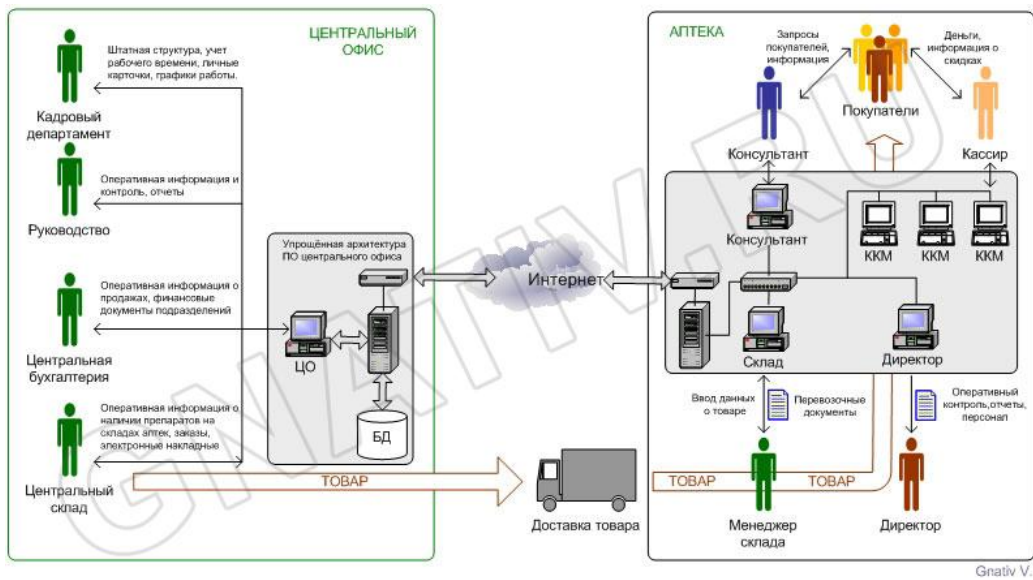 ЦЕНТРАЛЬНЫЙ
ОФИС
Штатная структура, учет
рабочего времени, личные
карточки, графики работы.
Кадровый
департамент
Оперативная информация и
контроль, отчеты
Руководство
Упрощённая архитектура
ПО центрального офиса
Оперативная информация о
продажах, финансовые
документы подразделений
Центральная
бухгалтерия
ЦО
БД
Оперативная информация о
наличии препаратов на
складах аптек, заказы,
электронные накладные
Центральный
склад
ТОВАР
Интернет
Доставка товара
АПТЕКА
Запросы
покупателей,
информация
Деньги,
информация о
скидках
Покупатели
Консультант
Кассир
Консультант
ККМ
ККМ
ККМ
Склад
Директор
Ввод данных
о товаре
Перевозочные
документы
Оперативный
контроль,отчеты,
персонал
ТОВАР
ТОВАР
Менеджер
склада
Директор
GNATIV.RU
Gnativ V.